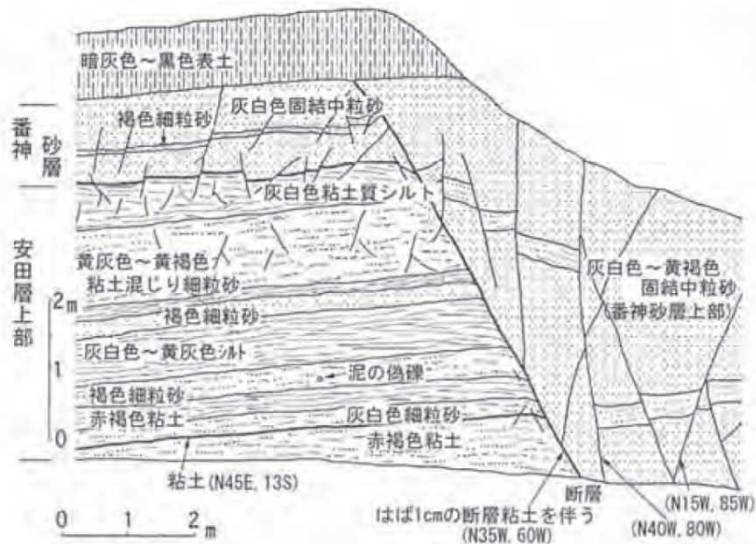 暗灰色～黒色表土
番神
砂層
褐色細粒砂
灰白色固結中粒砂
灰白色粘土質シルト
安田層上部
黄灰色～黄褐色
粘土混じり細粒砂
灰白色～黄褐色
固結中粒砂
(番神砂層上部)
2m
褐色細粒砂
灰白色～黄灰色シルト
1
泥の偽礫
褐色細粒砂
赤褐色粘土
灰白色細粒砂
赤褐色粘土
0
粘土(N45E, 13S)
断層
はば1cmの断層粘土を伴う
(N35W, 60W)
(N15W, 85W)
(N40W, 80W)
0 1 2 m